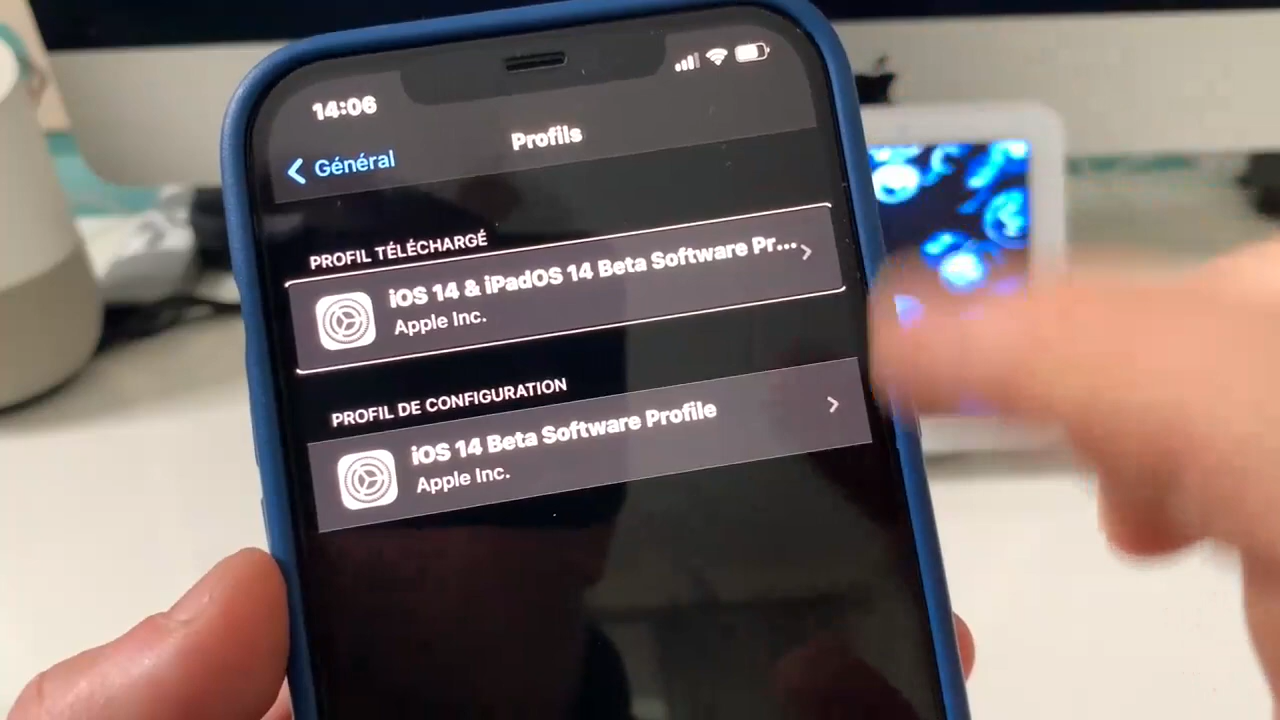 14:06
Profils
Général
PROFIL TÉLÉCHARGÉ
iOS 14 & iPadOS 14 Beta Software Pr...
Apple Inc.
PROFIL DE CONFIGURATION
iOS 14 Beta Software Profile
Apple Inc.